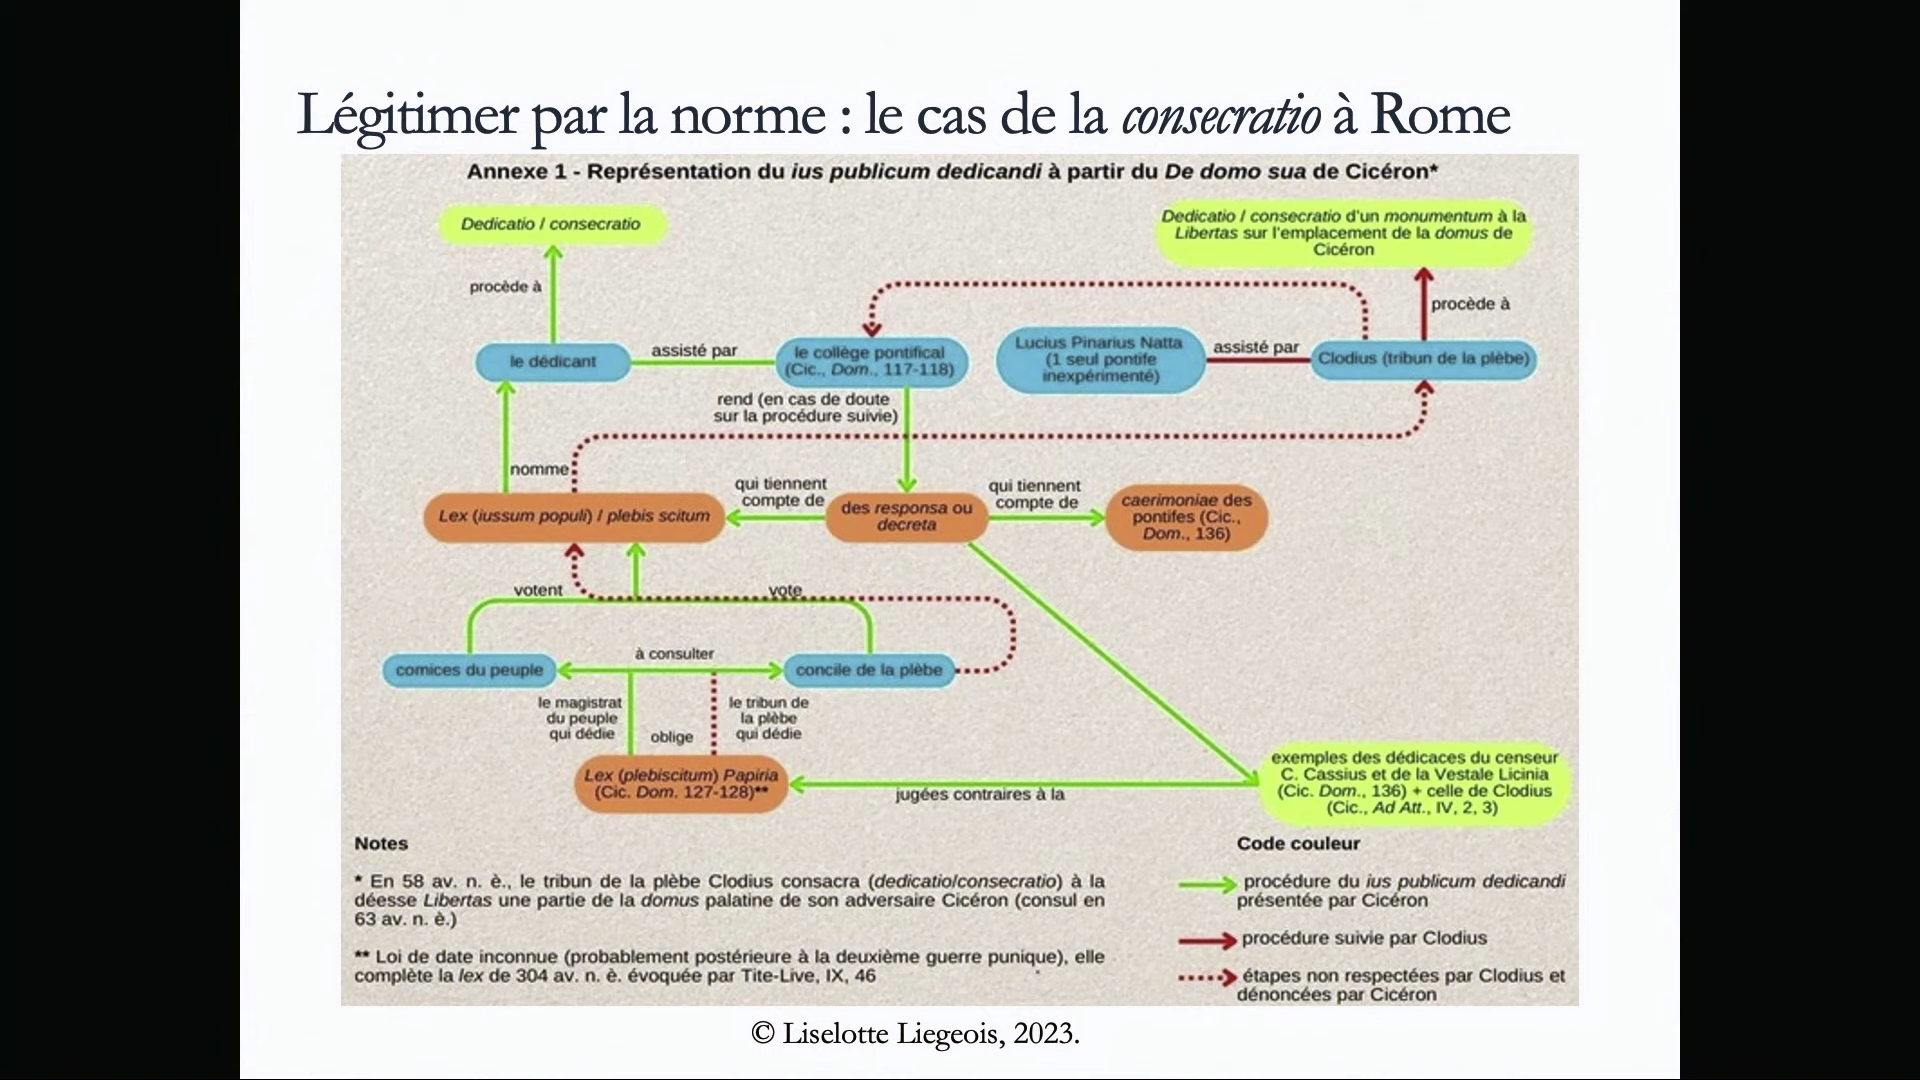 Légitimer par la norme : le cas de la consecratio à Rome
Annexe 1 - Représentation du ius publicum dedicandi à partir du De domo sua de Cicéron*
Dedicatio / consecratio
Dedicatio / consecratio d'un monumentum à la
Libertas sur l'emplacement de la domus de
Cicéron
procède à
procède à
le dédicant
assisté par
le collège pontifical
(Cic., Dom., 117-118)
Lucius Pinarius Natta
(1 seul pontife
inexpérimenté)
assisté par
Clodius (tribun de la plèbe)
rend (en cas de doute
sur la procédure suivie)
nomme
Lex (iussum populi) / plebis scitum
qui tiennent
compte de
des responsa ou
decreta
qui tiennent
compte de
caerimoniae des
pontifes (Cic.,
Dom., 136)
votent
vote
comices du peuple
à consulter
concile de la plèbe
le magistrat
du peuple
qui dédie
oblige
le tribun de
la plèbe
qui dédie
Lex (plebiscitum) Papiria
(Cic. Dom. 127-128)**
jugées contraires à la
exemples des dédicaces du censeur
C. Cassius et de la Vestale Licinia
(Cic. Dom., 136) + celle de Clodius
(Cic., Ad Att., IV, 2, 3)
Notes
* En 58 av. n. è., le tribun de la plèbe Clodius consacra (dedicatio/consecratio) à la
déesse Libertas une partie de la domus palatine de son adversaire Cicéron (consul en
63 av. n. è.)
** Loi de date inconnue (probablement postérieure à la deuxième guerre punique), elle
complète la lex de 304 av. n. è. évoquée par Tite-Live, IX, 46
Code couleur
procédure du ius publicum dedicandi
présentée par Cicéron
procédure suivie par Clodius
étapes non respectées par Clodius et
dénoncées par Cicéron
© Liselotte Liegeois, 2023.